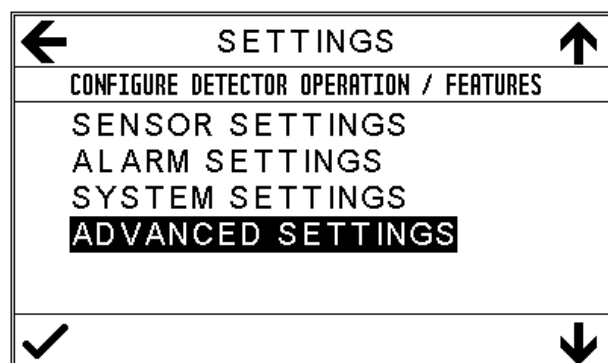 SETTINGS
CONFIGURE DETECTOR OPERATION / FEATURES
SENSOR SETTINGS
ALARM SETTINGS
SYSTEM SETTINGS
ADVANCED SETTINGS